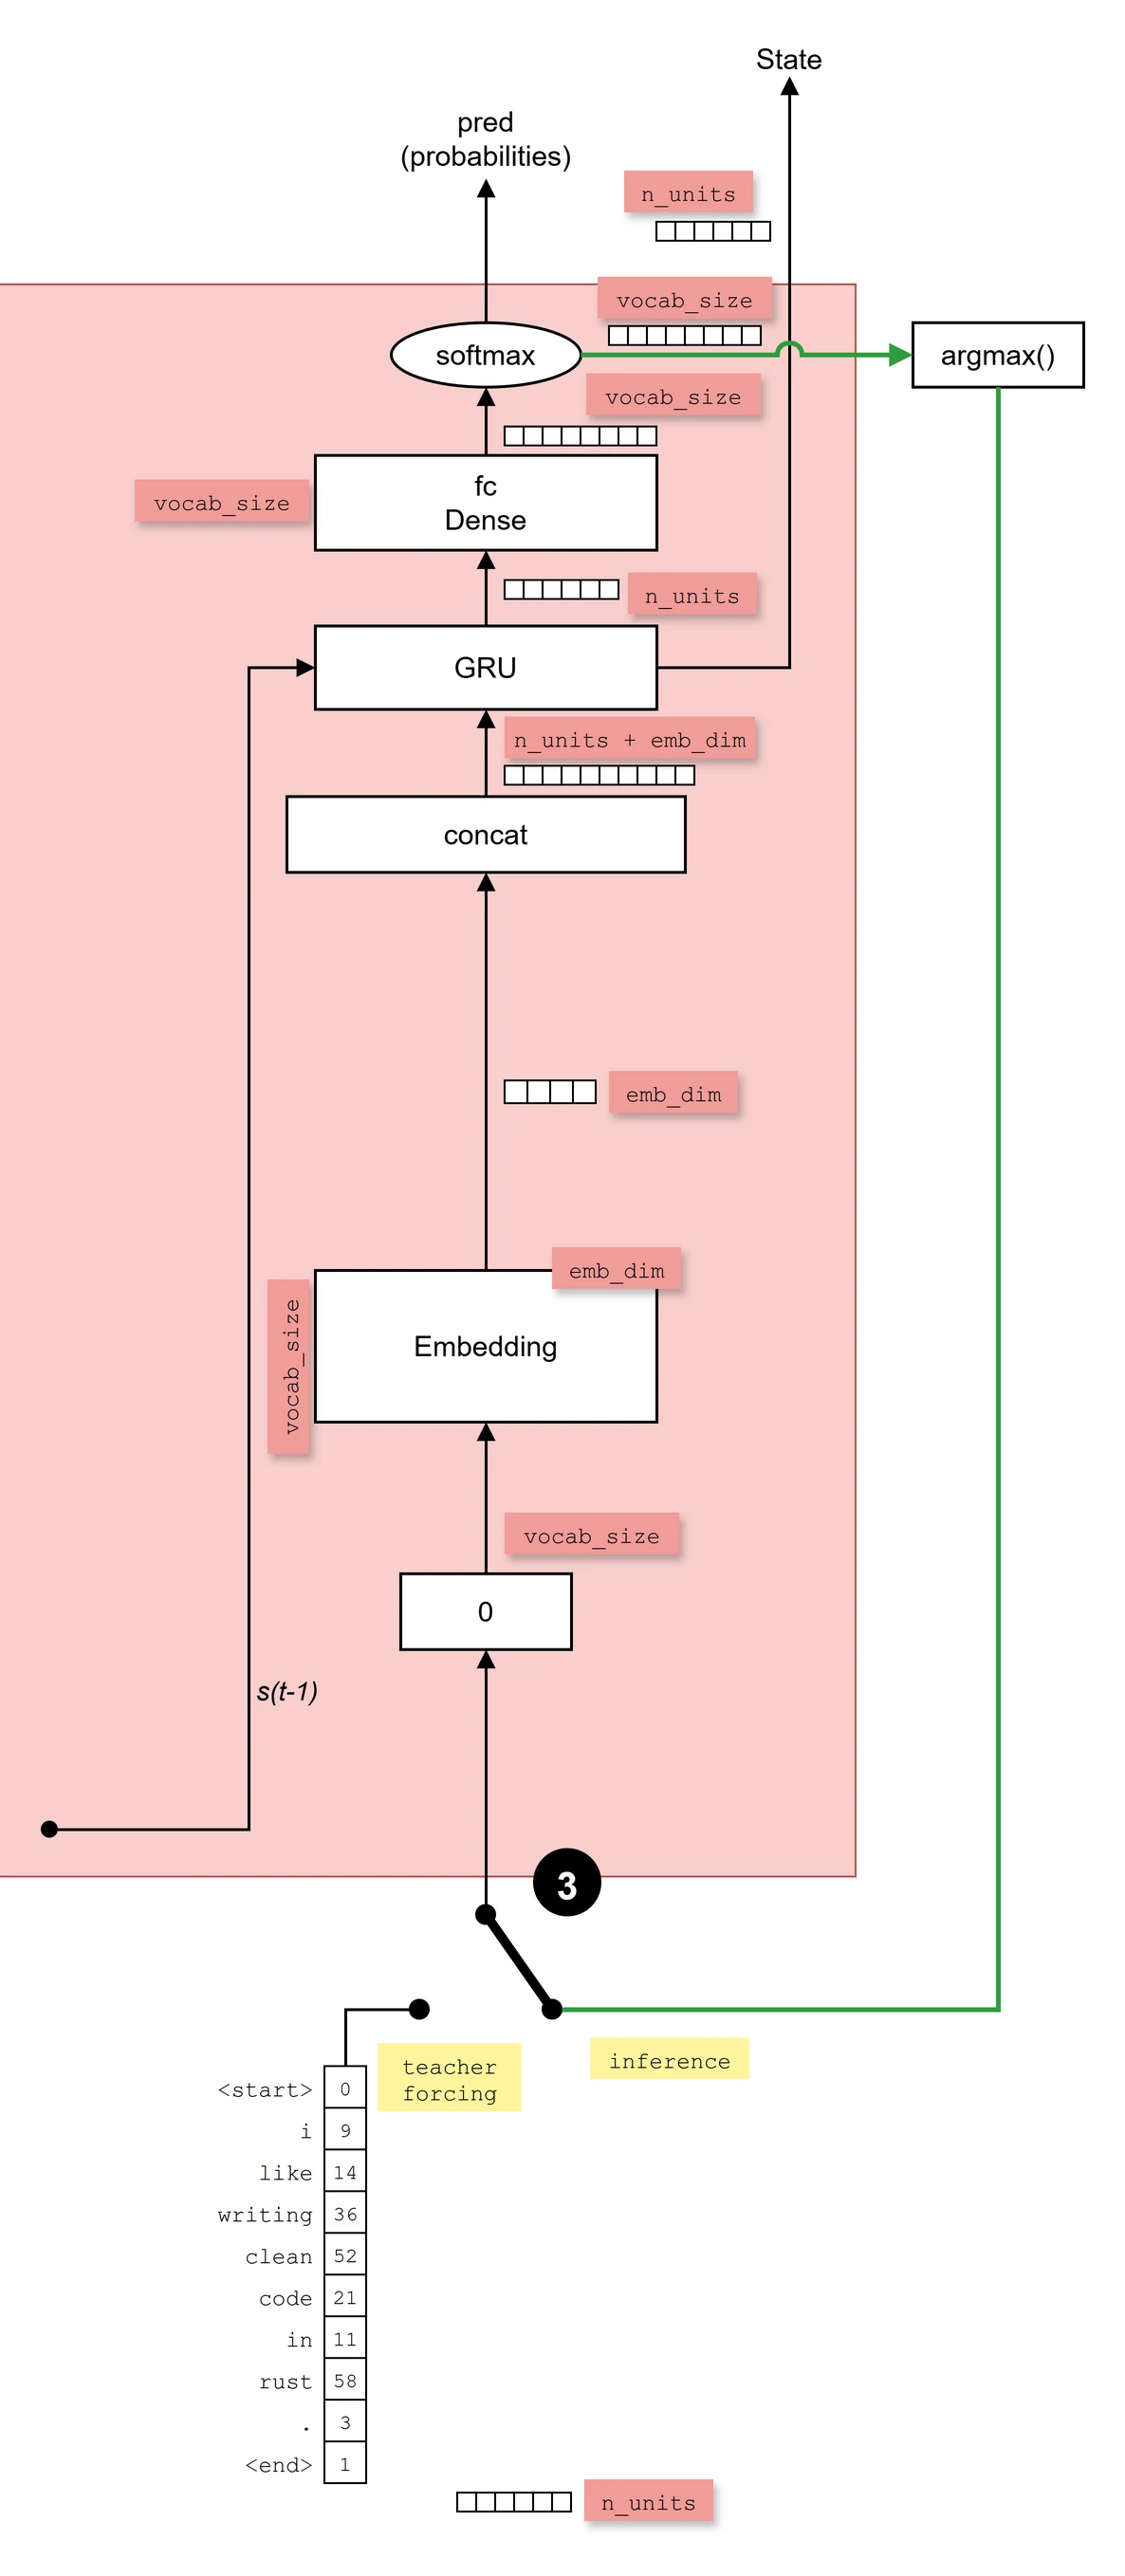 State
pred
(probabilities)
n_units
vocab_size
softmax
argmax()
vocab_size
fc
Dense
vocab_size
n_units
GRU
n_units + emb_dim
concat
emb_dim
emb_dim
Embedding
vocab_size
vocab_size
0
s(t-1)
3
teacher
forcing
inference
<start> 0
i 9
like 14
writing 36
clean 52
code 21
in 11
rust 58
. 3
<end> 1
n_units